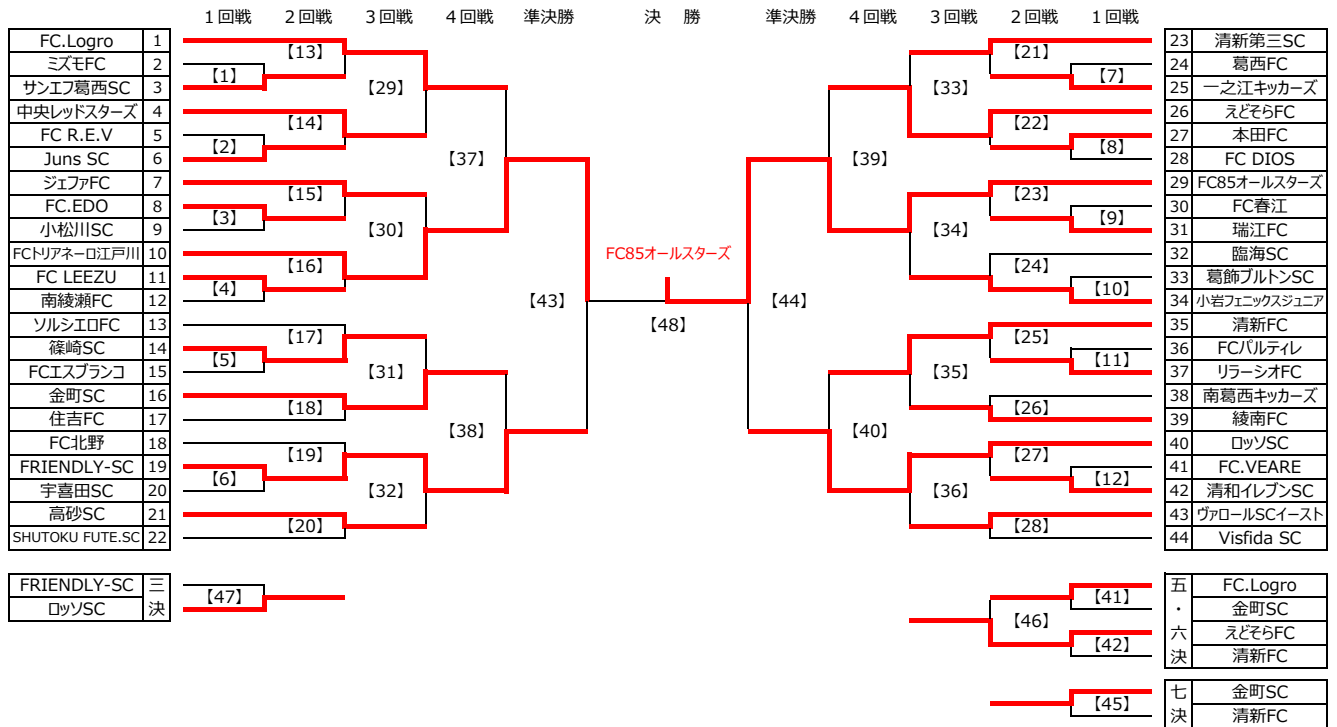 １回戦 ２回戦 ３回戦 ４回戦 準決勝 決　勝 準決勝 ４回戦 ３回戦 ２回戦 １回戦
FC.Logro 1
ミズモFC 2
サンエフ葛西SC 3
中央レッドスターズ 4
FC R.E.V 5
Juns SC 6
ジェファFC 7
FC.EDO 8
小松川SC 9
FCトリアネーロ江戸川 10
FC LEEZU 11
南綾瀬FC 12
ソルシエロFC 13
篠崎SC 14
FCエスブランコ 15
金町SC 16
住吉FC 17
FC北野 18
FRIENDLY-SC 19
宇喜田SC 20
高砂SC 21
SHUTOKU FUTE.SC 22
【1】
【2】
【3】
【4】
【5】
【6】
【13】
【14】
【15】
【16】
【17】
【18】
【19】
【20】
【29】
【30】
【31】
【32】
【37】
【38】
【43】
FC85オールスターズ
【48】
【44】
【39】
【40】
【33】
【34】
【35】
【36】
【21】
【22】
【23】
【24】
【25】
【26】
【27】
【28】
【7】
【8】
【9】
【10】
【11】
【12】
23 清新第三SC
24 葛西FC
25 一之江キッカーズ
26 えどそらFC
27 本田FC
28 FC DIOS
29 FC85オールスターズ
30 FC春江
31 瑞江FC
32 臨海SC
33 葛飾ブルトンSC
34 小岩フェニックスジュニア
35 清新FC
36 FCパルティレ
37 リラーシオFC
38 南葛西キッカーズ
39 綾南FC
40 ロッソSC
41 FC.VEARE
42 清和イレブンSC
43 ヴァロールSCイースト
44 Visfida SC
FRIENDLY-SC 三
ロッソSC 決
【47】
【46】
【41】
【42】
五 FC.Logro
・ 金町SC
六 えどそらFC
決 清新FC
【45】
七 金町SC
決 清新FC